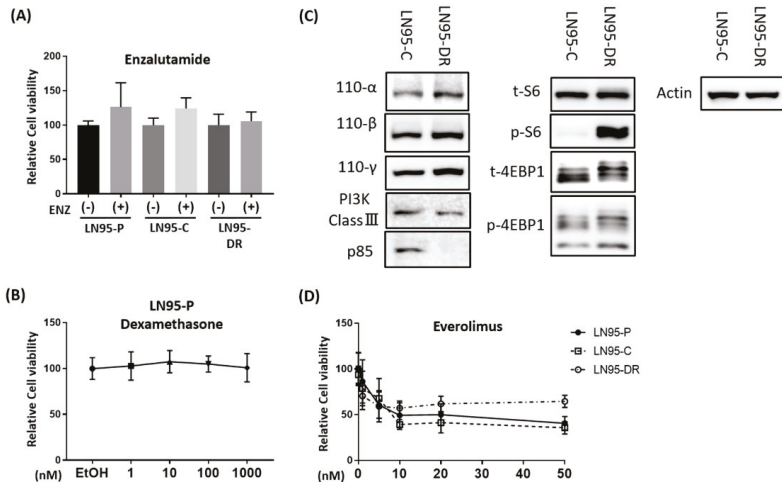 (A)
Enzalutamide
Relative Cell viability
200
150
100
50
0
ENZ (-) (+) (-) (+) (-) (+)
LN95-P LN95-C LN95-
DR
(B)
LN95-P
Dexamethasone
Relative Cell viability
150
100
50
0
(nM) EtOH 1 10 100 1000
(C)
LN95-C LN95-DR
110-α
110-β
110-γ
PI3K
Class III
p85
LN95-C LN95-DR
t-S6
p-S6
t-4EBP1
p-4EBP1
LN95-C LN95-DR
Actin
(D)
Everolimus
Relative Cell viability
150
100
50
0
(nM) 0 10 20 30 40 50
LN95-P
LN95-C
LN95-DR